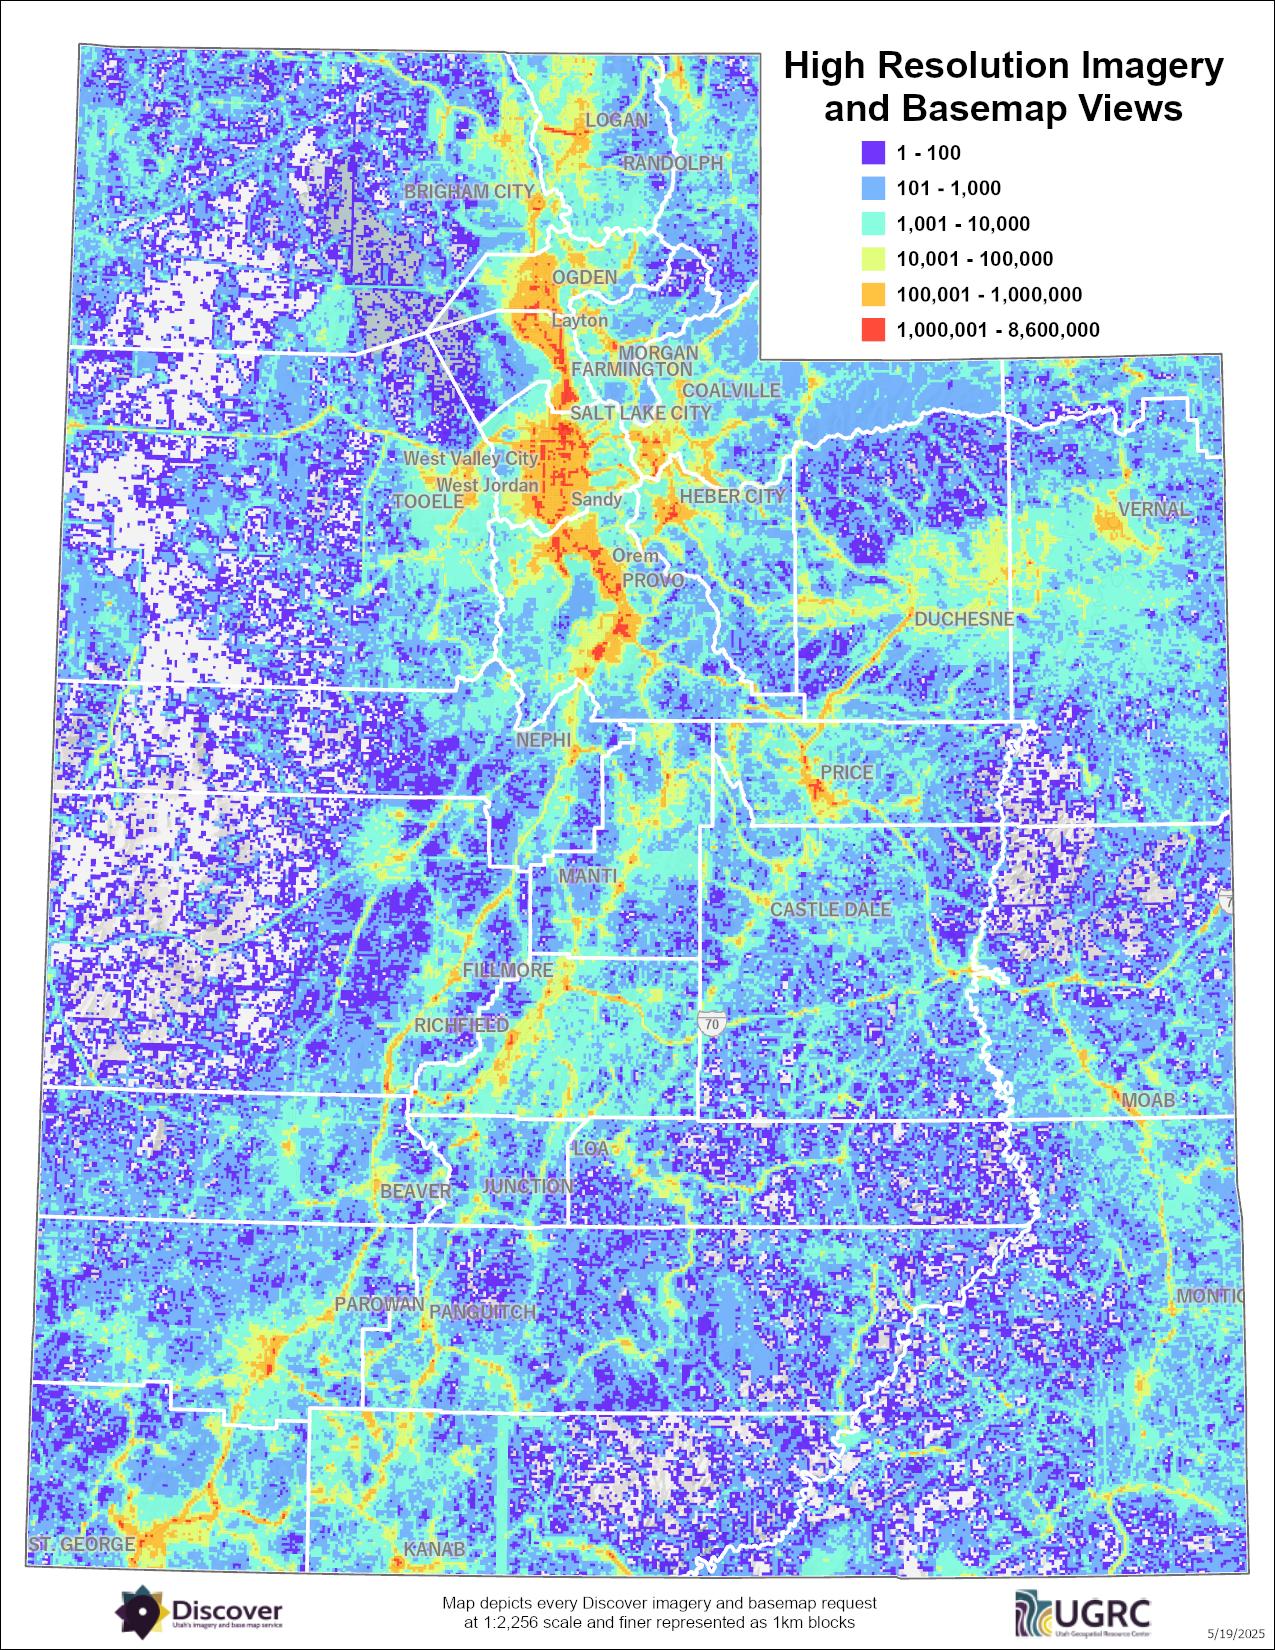 High Resolution Imagery
and Basemap Views
1 - 100
101 - 1,000
1,001 - 10,000
10,001 - 100,000
100,001 - 1,000,000
1,000,001 - 8,600,000
LOGAN
RANDOLPH
BRIGHAM CITY
OGDEN
Layton
MORGAN
FARMINGTON
COALVILLE
SALT LAKE CITY
West Valley City
West Jordan
TOOELE
Sandy
HEBER CITY
VERNAL
Orem
PROVO
DUCHESNE
NEPHI
PRICE
MANTI
CASTLE DALE
7
FILLMORE
RICHFIELD
70
MOAB
LOA
JUNCTION
BEAVER
MONTIC
PAROWAN
PANGUITCH
ST. GEORGE
KANAB
Discover
Utah's imagery and base map service
Map depicts every Discover imagery and basemap request
at 1:2,256 scale and finer represented as 1km blocks
UGRC
Utah Geospatial Resource Center
5/19/2025